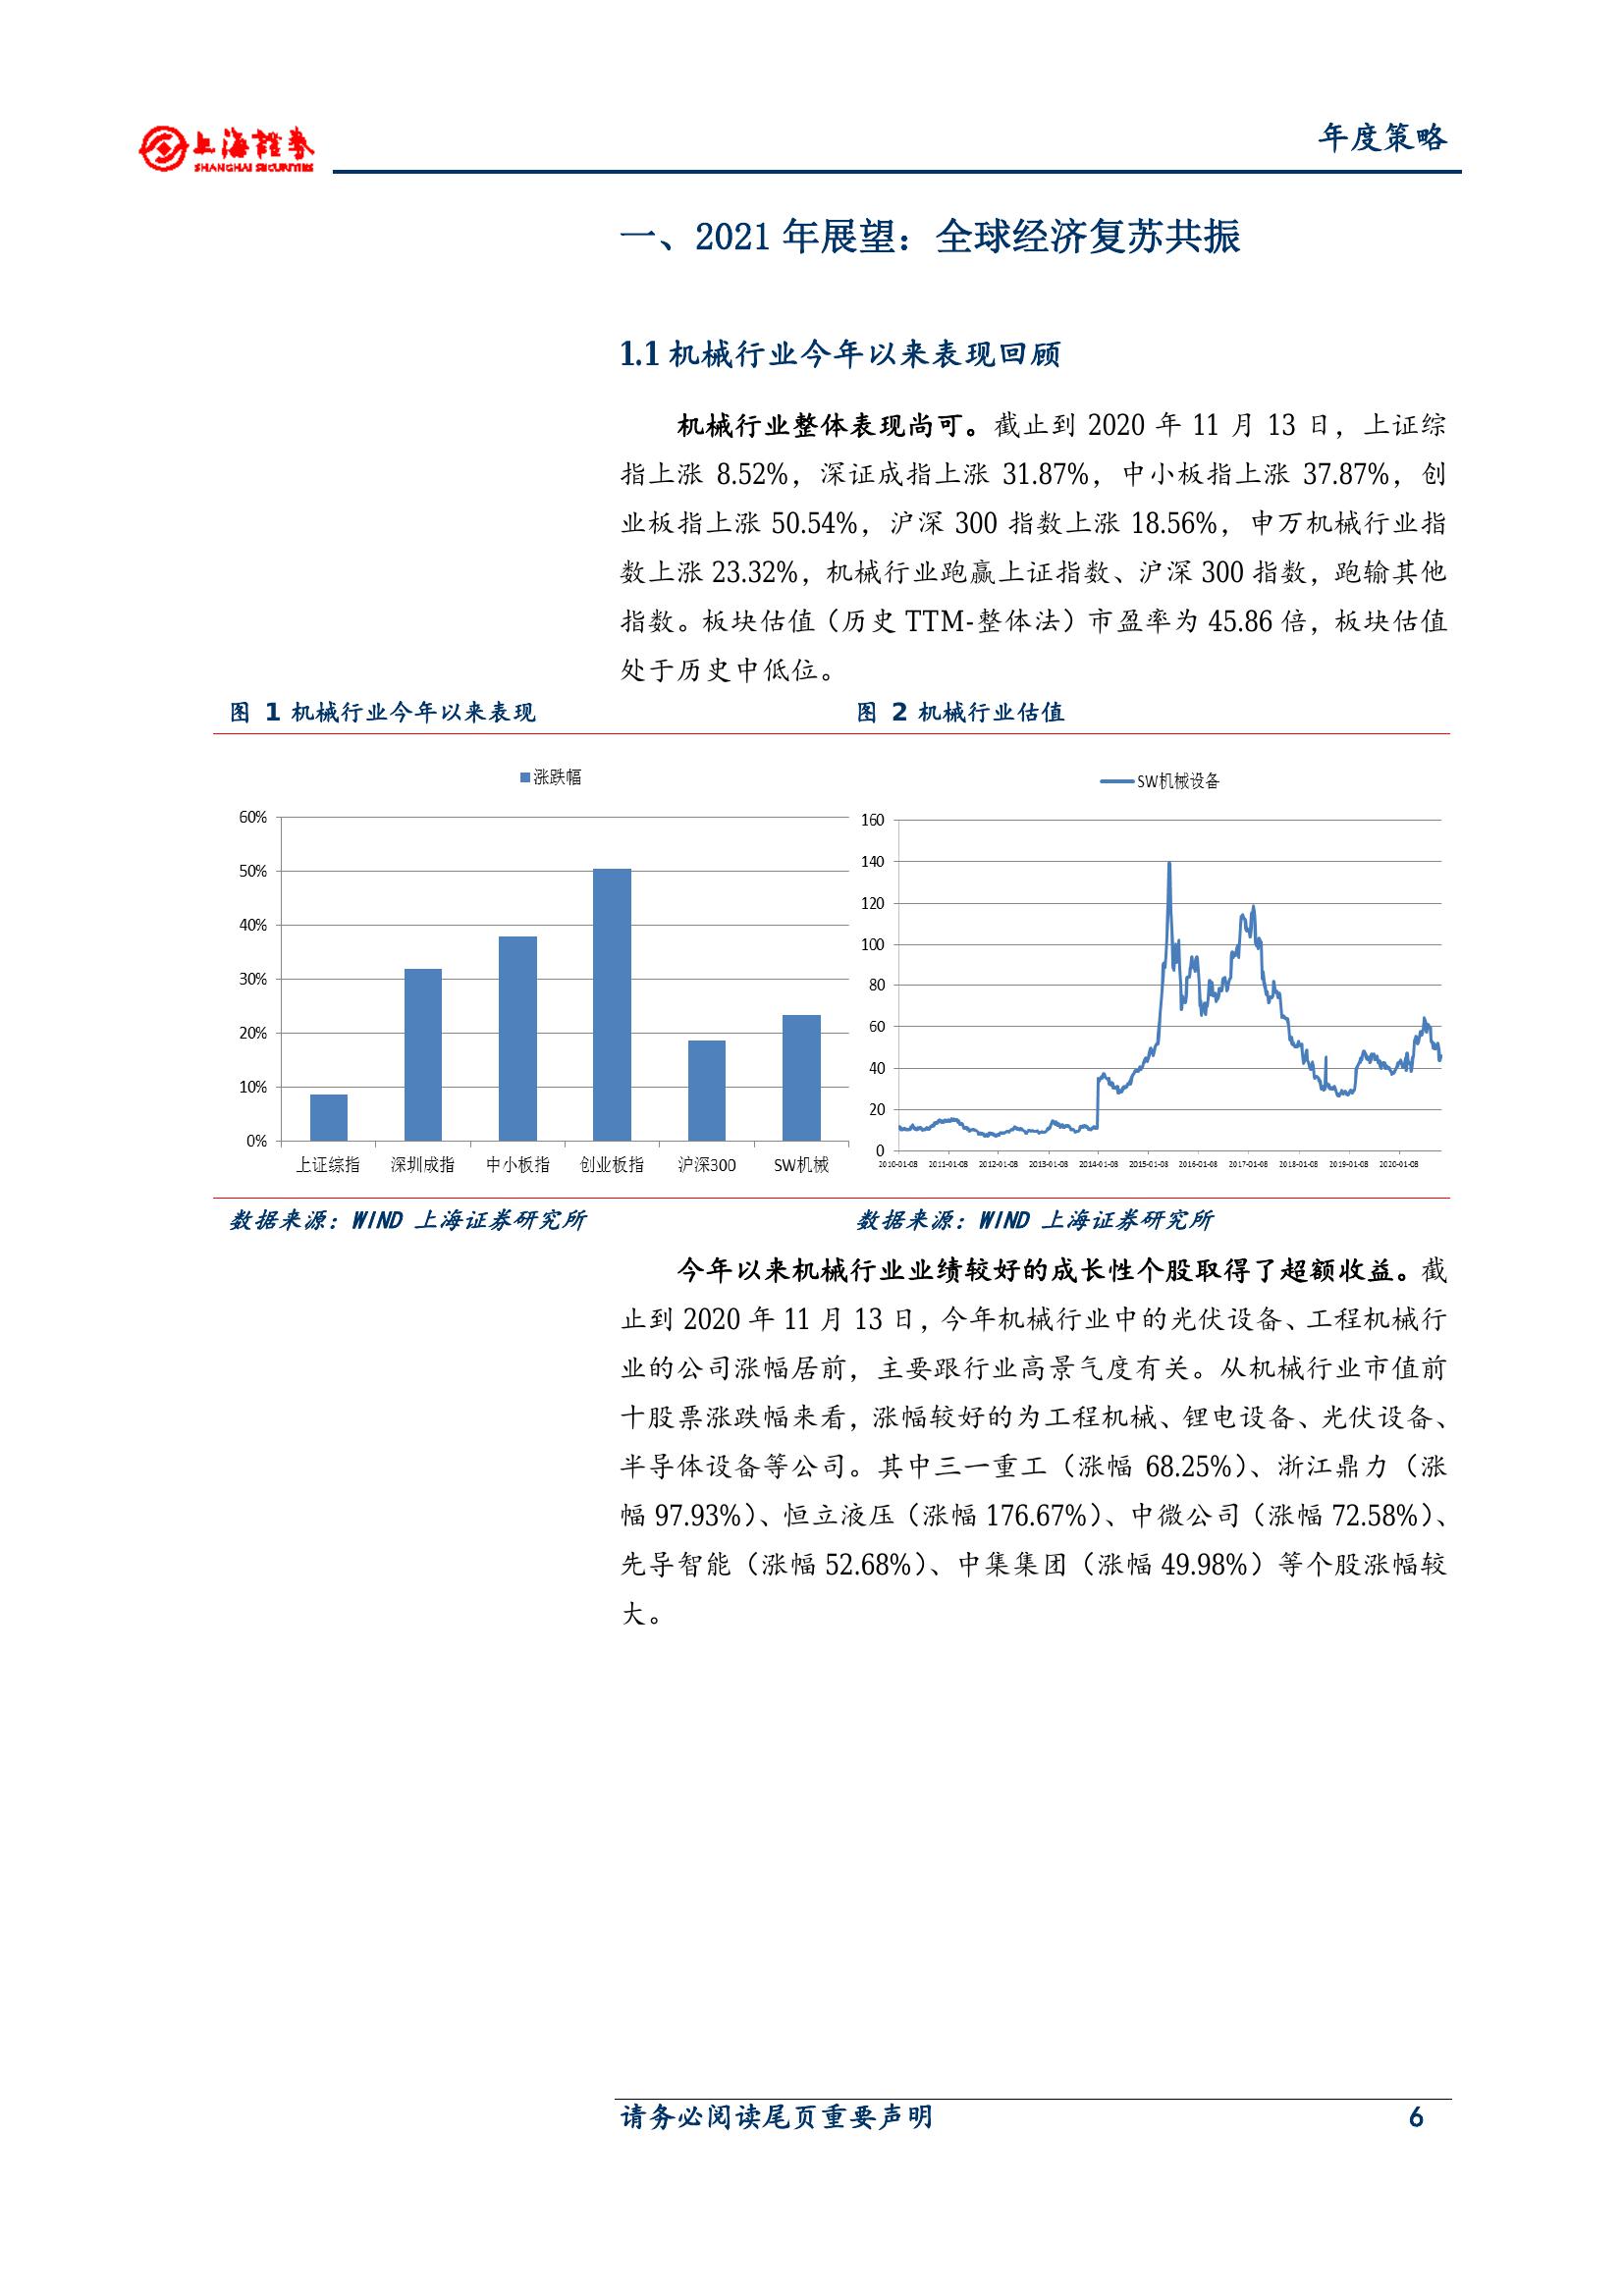 上海證券
SHANGHAI SECURITIES
年度策略
一、2021 年展望：全球经济复苏共振
1.1 机械行业今年以来表现回顾
机械行业整体表现尚可。截止到 2020 年 11 月 13 日，上证综
指上涨 8.52%，深证成指上涨 31.87%，中小板指上涨 37.87%，创
业板指上涨 50.54%，沪深 300 指数上涨 18.56%，申万机械行业指
数上涨 23.32%，机械行业跑赢上证指数、沪深 300 指数，跑输其他
指数。板块估值（历史 TTM-整体法）市盈率为 45.86 倍，板块估值
处于历史中低位。
图 1 机械行业今年以来表现
涨跌幅
60%
50%
40%
30%
20%
10%
0%
上证综指 深圳成指 中小板指 创业板指 沪深300 SW机械
数据来源：WIND 上海证券研究所
图 2 机械行业估值
SW机械设备
160
140
120
100
80
60
40
20
0
2010-01-08 2011-01-08 2012-01-08 2013-01-08 2014-01-08 2015-01-08 2016-01-08 2017-01-08 2018-01-08 2019-01-08 2020-01-08
数据来源：WIND 上海证券研究所
今年以来机械行业业绩较好的成长性个股取得了超额收益。截
止到 2020 年 11 月 13 日，今年机械行业中的光伏设备、工程机械行
业的公司涨幅居前，主要跟行业高景气度有关。从机械行业市值前
十股票涨跌幅来看，涨幅较好的为工程机械、锂电设备、光伏设备、
半导体设备等公司。其中三一重工（涨幅 68.25%）、浙江鼎力（涨
幅 97.93%）、恒立液压（涨幅 176.67%）、中微公司（涨幅 72.58%）、
先导智能（涨幅 52.68%）、中集集团（涨幅 49.98%）等个股涨幅较
大。
请务必阅读尾页重要声明
6